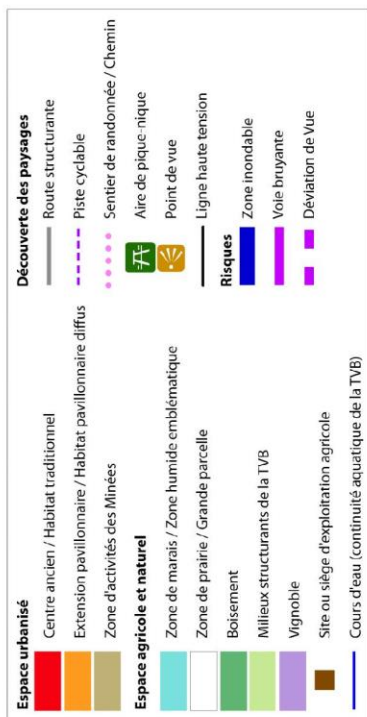 Espace urbanisé
Centre ancien / Habitat traditionnel
Extension pavillonnaire / Habitat pavillonnaire diffus
Zone d'activités des Minées
Espace agricole et naturel
Zone de marais / Zone humide emblématique
Zone de prairie / Grande parcelle
Boisement
Milieux structurants de la TVB
Vignoble
Site ou siège d'exploitation agricole
Cours d'eau (continuité aquatique de la TVB)
Découverte des paysages
Route structurante
Piste cyclable
Sentier de randonnée / Chemin
Aire de pique-nique
Point de vue
Ligne haute tension
Risques
Zone inondable
Voie bruyante
Déviation de Vue